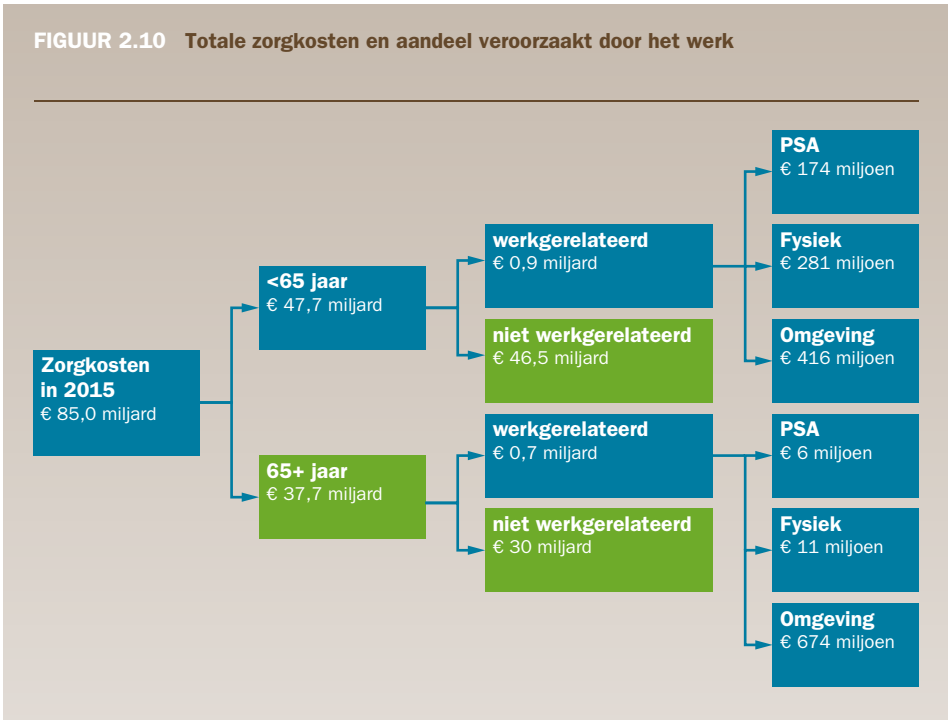 FIGUUR 2.10 Totale zorgkosten en aandeel veroorzaakt door het werk
Zorgkosten
in 2015
€ 85,0 miljard
<65 jaar
€ 47,7 miljard
65+ jaar
€ 37,7 miljard
werkgerelateerd
€ 0,9 miljard
niet werkgerelateerd
€ 46,5 miljard
werkgerelateerd
€ 0,7 miljard
niet werkgerelateerd
€ 30 miljard
PSA
€ 174 miljoen
Fysiek
€ 281 miljoen
Omgeving
€ 416 miljoen
PSA
€ 6 miljoen
Fysiek
€ 11 miljoen
Omgeving
€ 674 miljoen